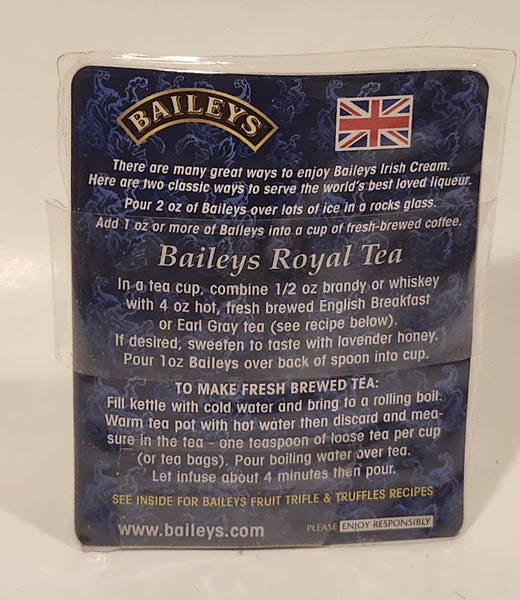 BAILEYS
There are many great ways to enjoy Baileys Irish Cream.
Here are two classic ways to serve the world's best loved liqueur.
Pour 2 oz of Baileys over lots of ice in a rocks glass.
Add 1 oz or more of Baileys into a cup of fresh-brewed coffee.
Baileys Royal Tea
In a tea cup, combine 1/2 oz brandy or whiskey
with 4 oz hot, fresh brewed English Breakfast
or Earl Gray tea (see recipe below).
If desired, sweeten to taste with lavender honey.
Pour 1oz Baileys over back of spoon into cup.
TO MAKE FRESH BREWED TEA:
Fill kettle with cold water and bring to a rolling boil.
Warm tea pot with hot water then discard and mea-
sure in the tea - one teaspoon of loose tea per cup
(or tea bags). Pour boiling water over tea.
Let infuse about 4 minutes then pour.
SEE INSIDE FOR BAILEYS FRUIT TRIFLE & TRUFFLES RECIPES
www.baileys.com
PLEASE ENJOY RESPONSIBLY